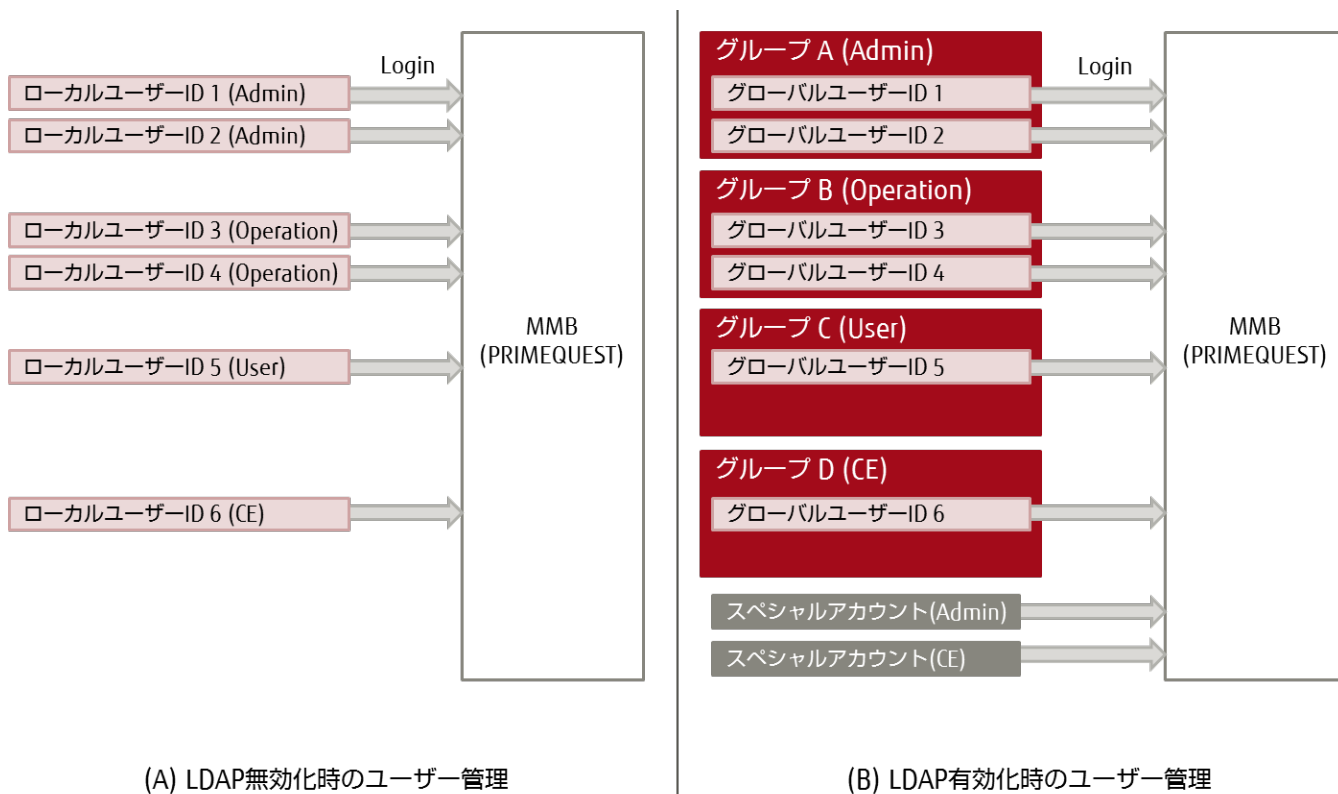 Login
ローカルユーザーID 1 (Admin)
ローカルユーザーID 2 (Admin)
ローカルユーザーID 3 (Operation)
ローカルユーザーID 4 (Operation)
ローカルユーザーID 5 (User)
ローカルユーザーID 6 (CE)
MMB
(PRIMEQUEST)
(A) LDAP無効化時のユーザー管理
グループ A (Admin)
Login
グローバルユーザーID 1
グローバルユーザーID 2
グループ B (Operation)
グローバルユーザーID 3
グローバルユーザーID 4
グループ C (User)
グローバルユーザーID 5
グループ D (CE)
グローバルユーザーID 6
スペシャルアカウント(Admin)
スペシャルアカウント(CE)
MMB
(PRIMEQUEST)
(B) LDAP有効化時のユーザー管理